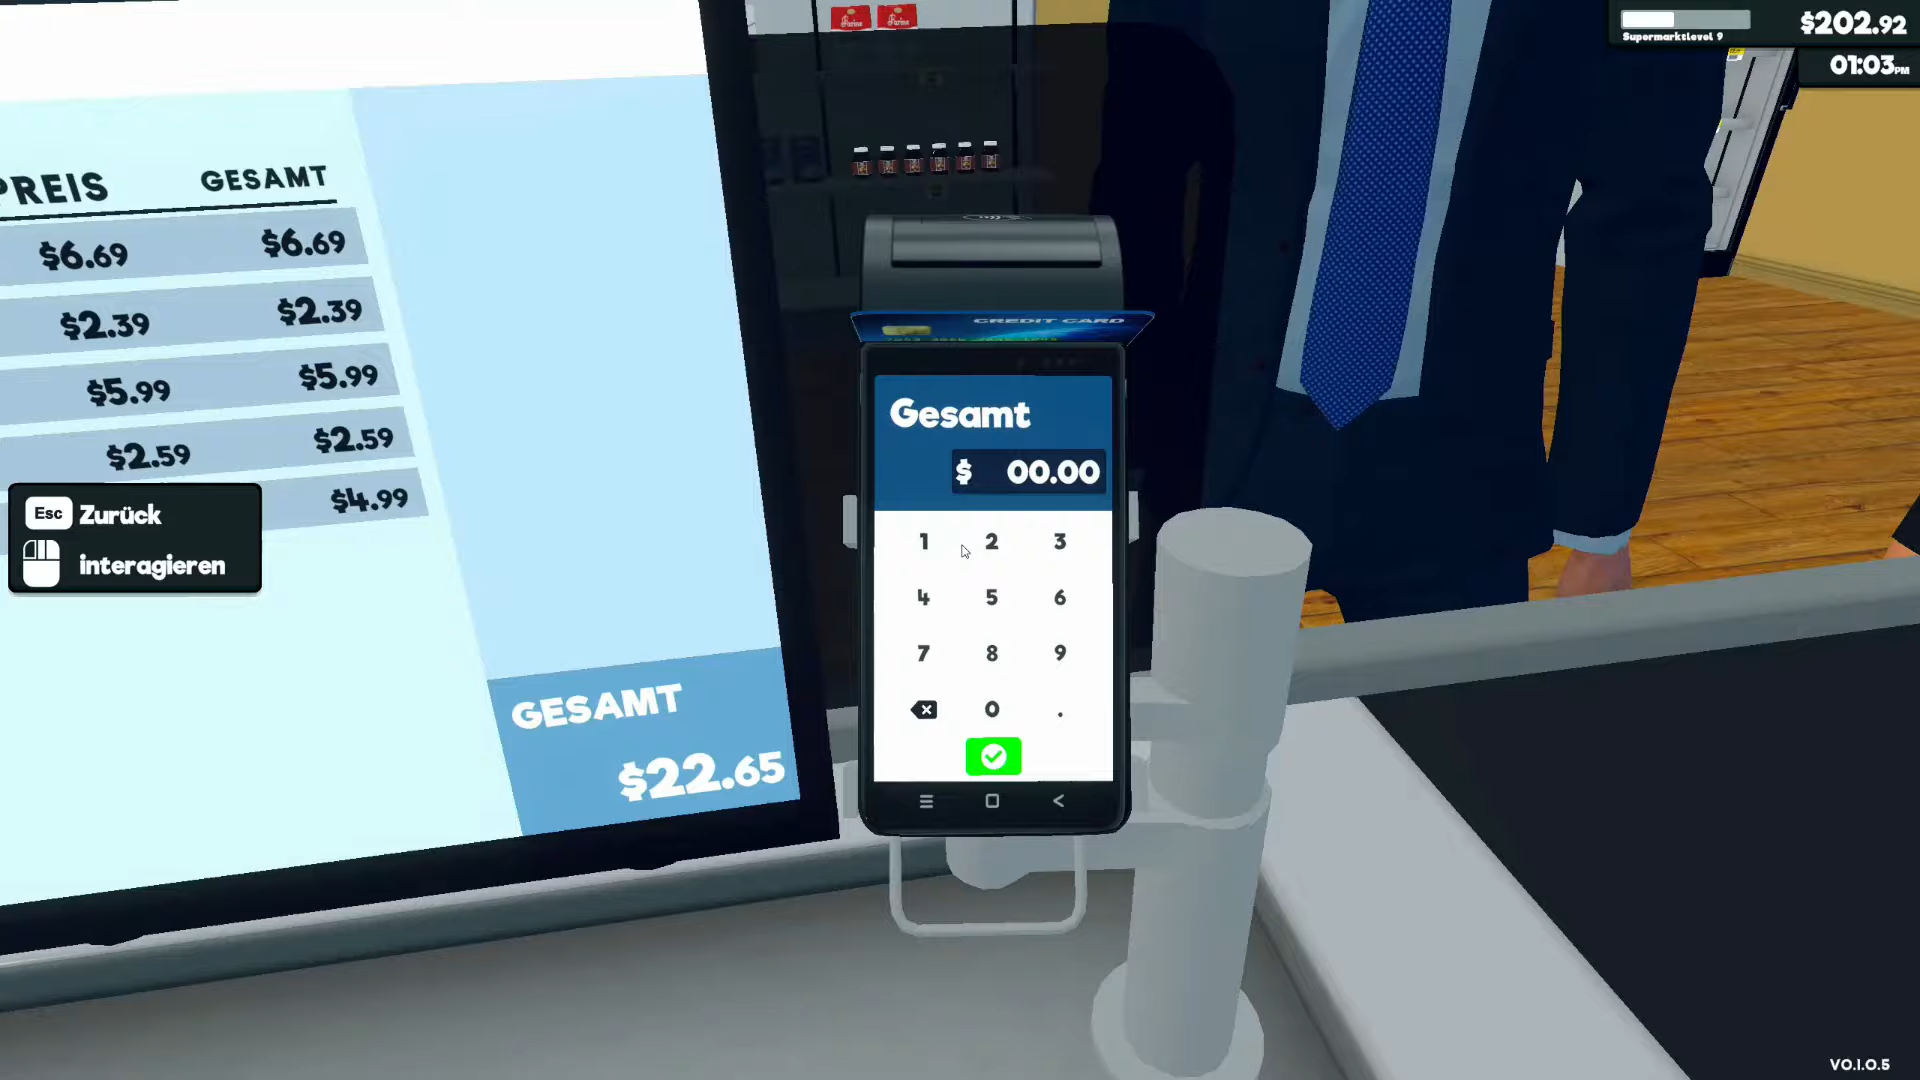 Farina Farina
Supermarktlevel 9
$202.92
01:03PM
PREIS GESAMT
$6.69 $6.69
$2.39 $2.39
$5.99 $5.99
$2.59 $2.59
$4.99
Esc Zurück
interagieren
GESAMT
$22.65
CREDIT CARD
Gesamt
$ 00.00
1 2 3
4 5 6
7 8 9
0 .
V0.1.0.5